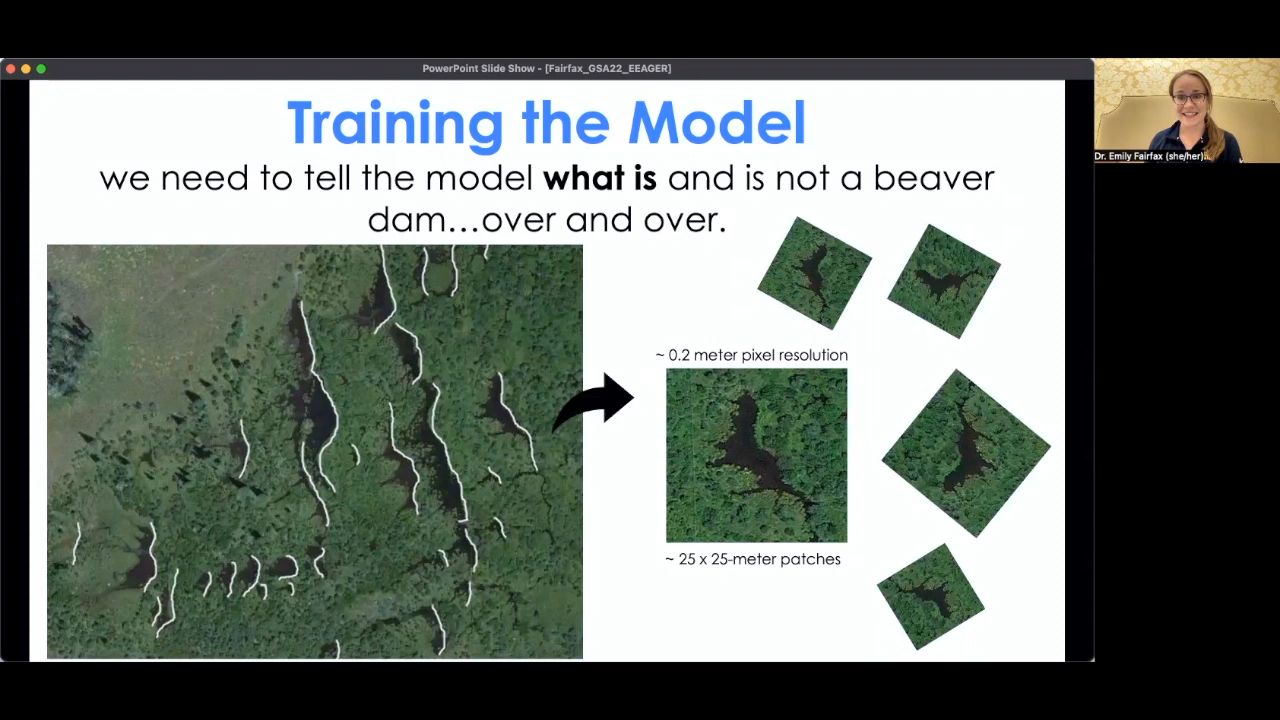 PowerPoint Slide Show - [Fairfax_GSA22_EEAGER]
Training the Model
we need to tell the model what is and is not a beaver
dam...over and over.
~ 0.2 meter pixel resolution
~ 25 x 25-meter patches
Dr. Emily Fairfax (she/her)...